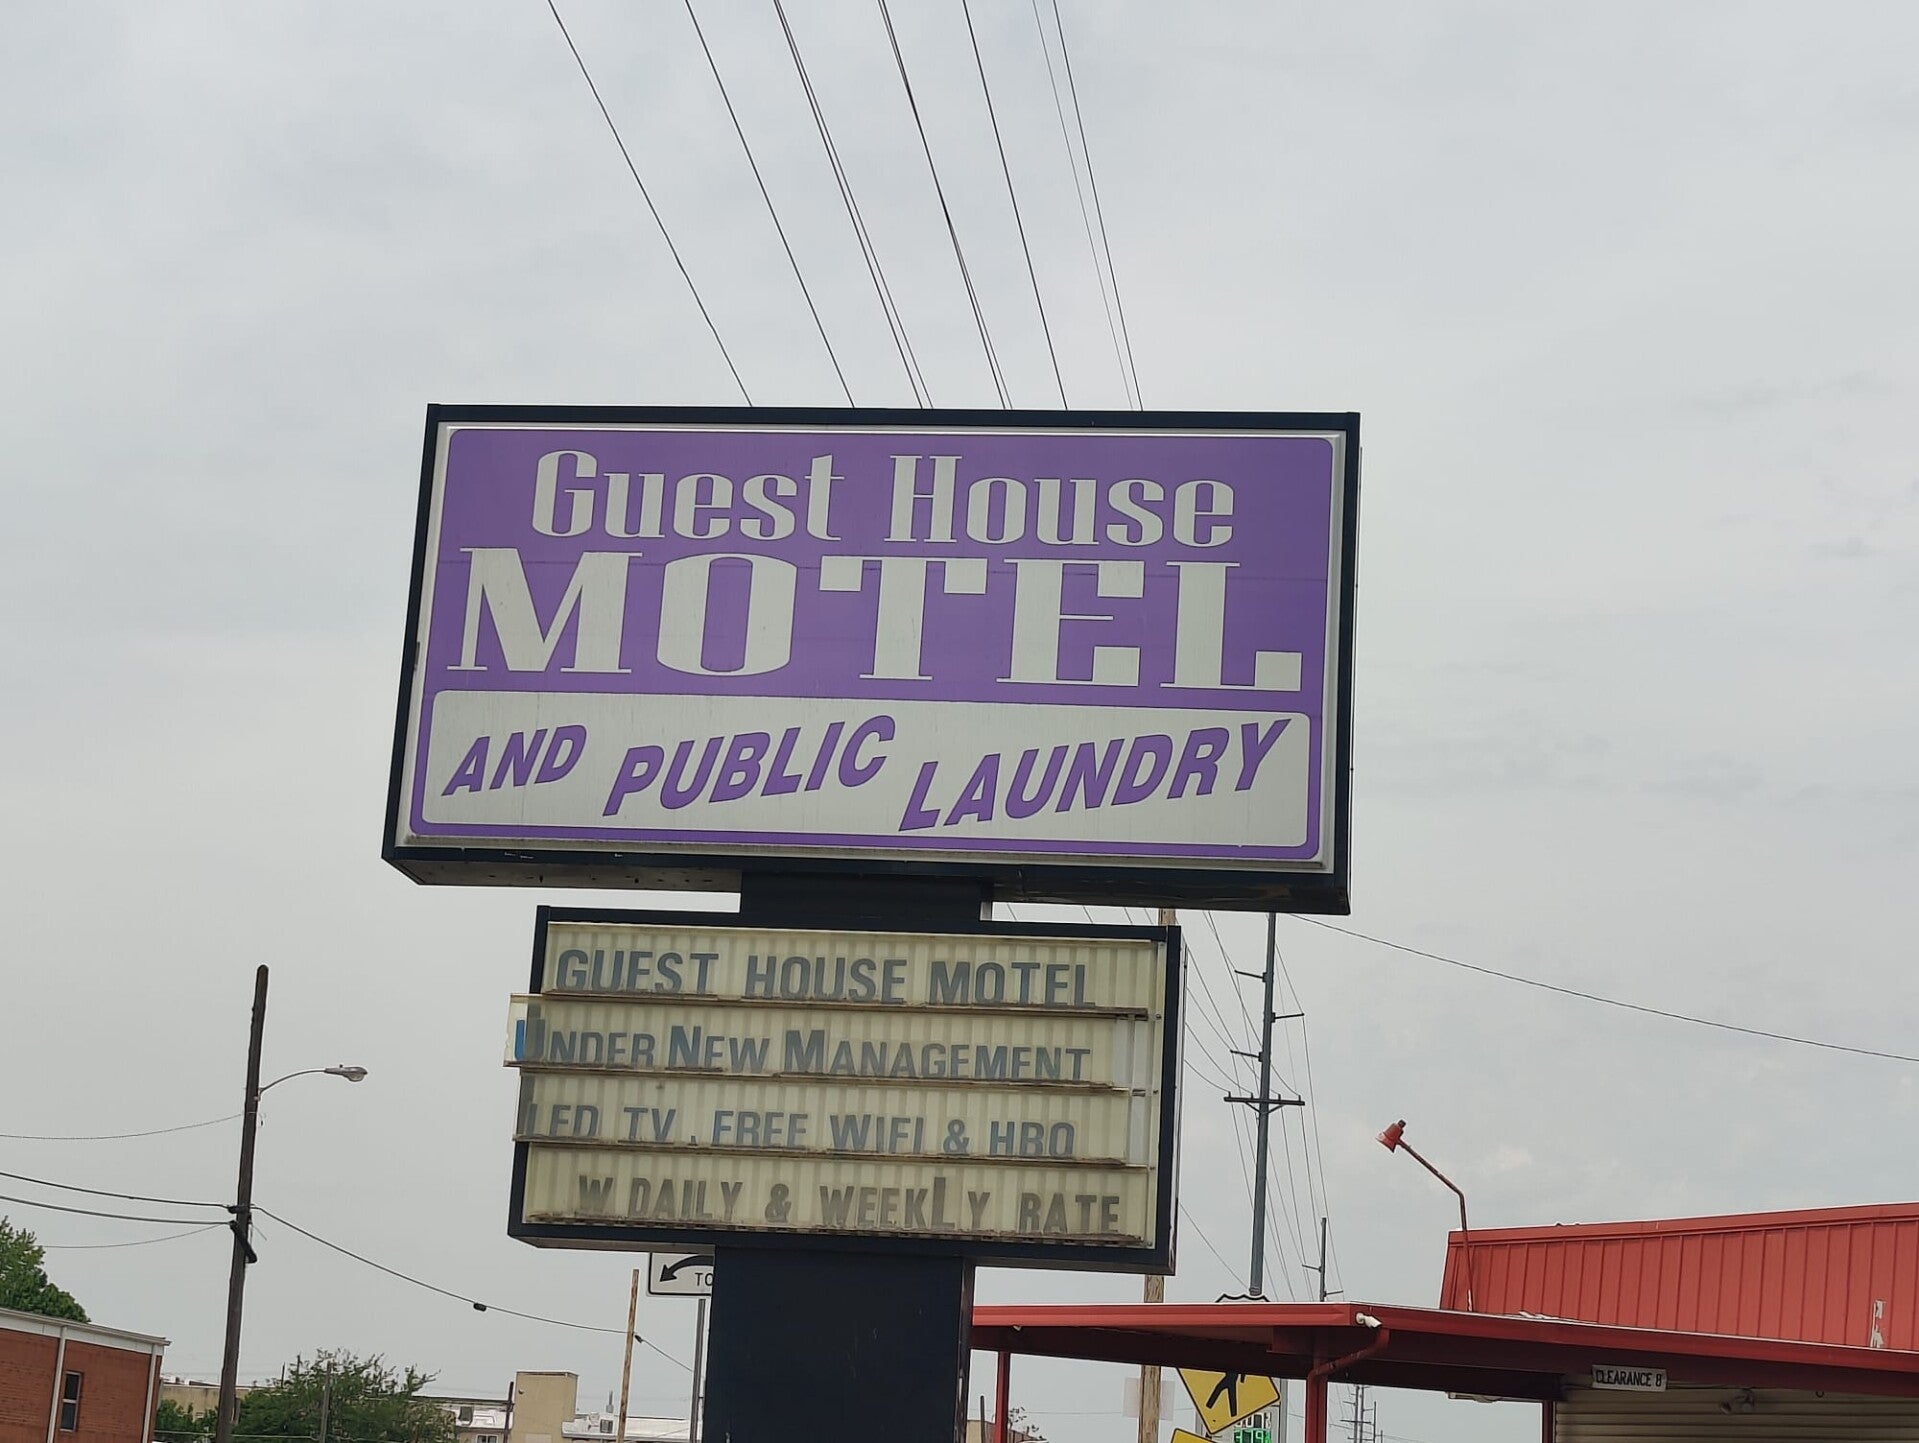 Guest House
MOTEL
AND PUBLIC LAUNDRY
GUEST HOUSE MOTEL
UNDER NEW MANAGEMENT
LED TV. FREE WIFI & HBO
W DAILY & WEEKLY RATE
TO
CLEARANCE 8'